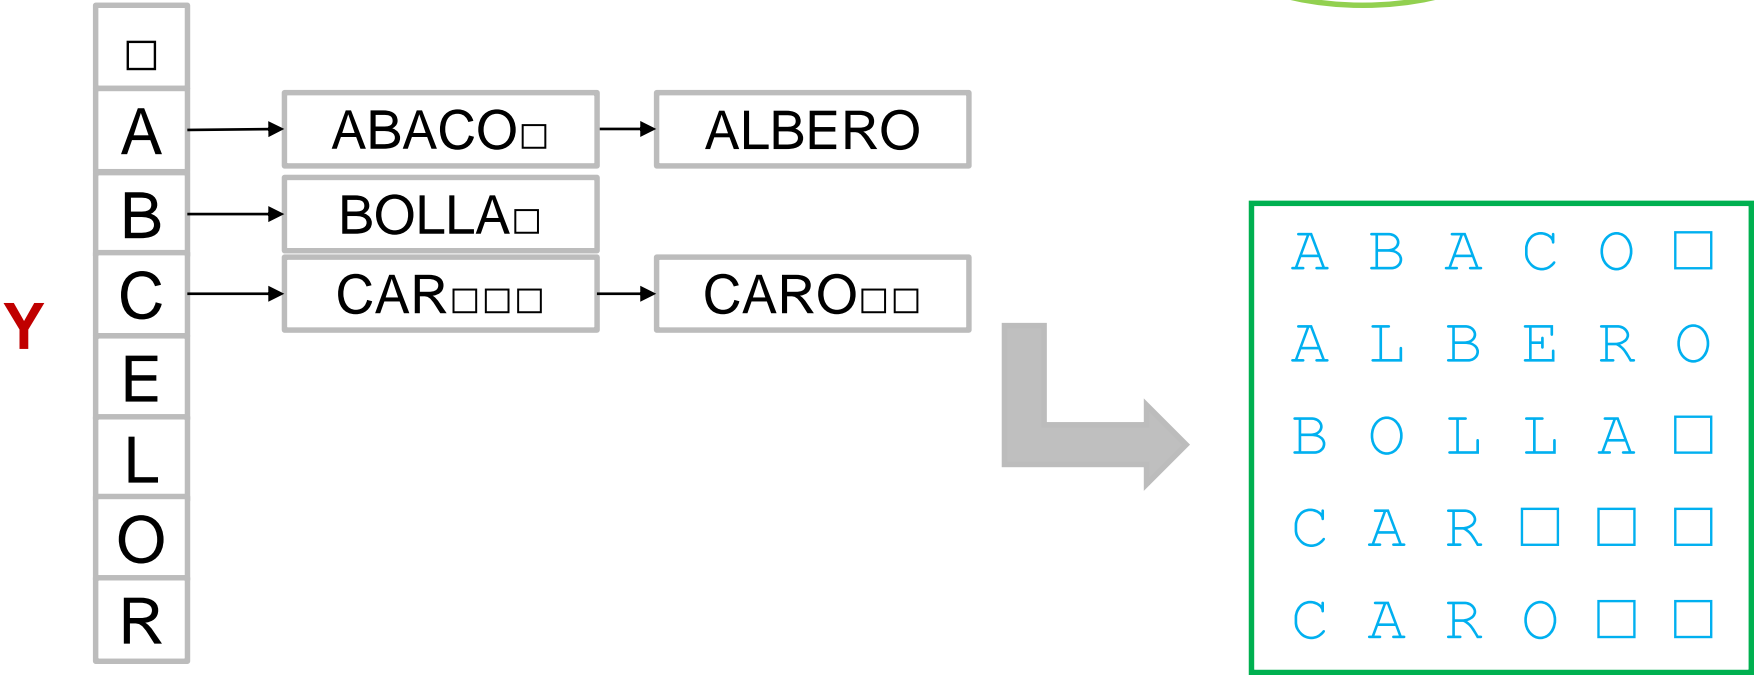 □
A ABACO□ ALBERO
B BOLLA□
C CAR□□□ CARO□□
Y
E
L
O
R
A B A C O □
A L B E R O
B O L L A □
C A R □ □ □
C A R O □ □